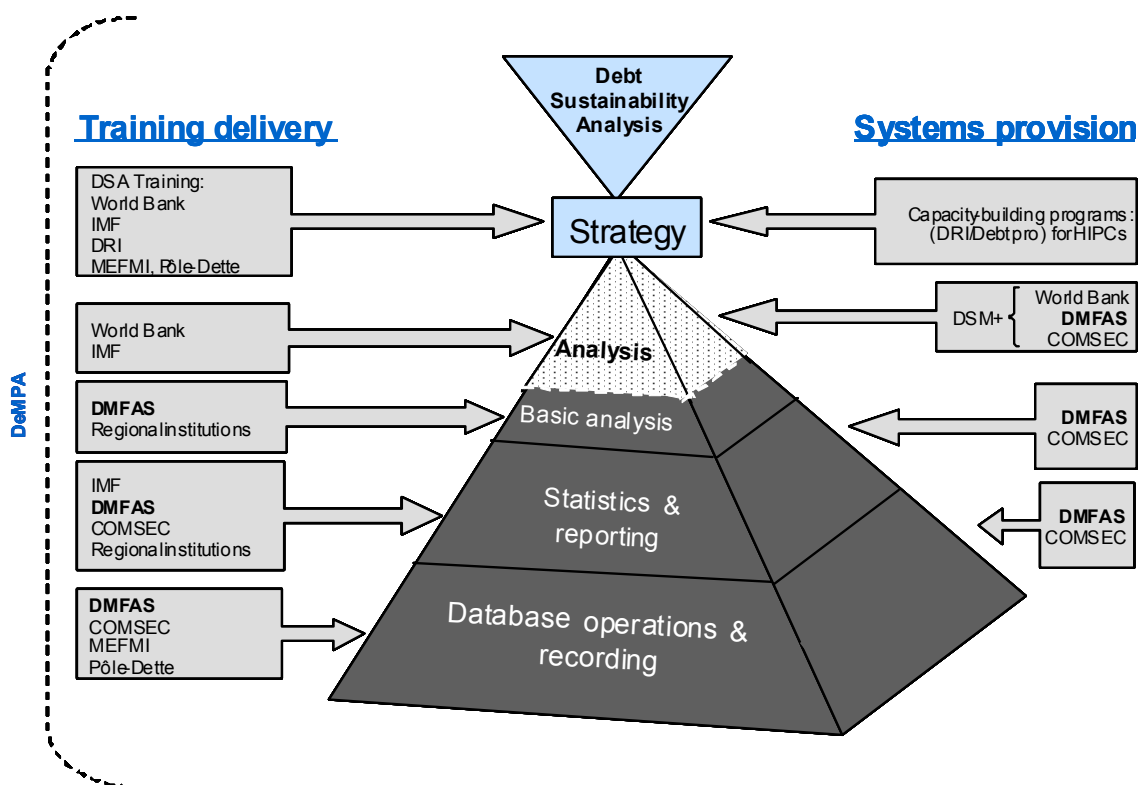 Debt
Sustainability
Analysis
Training delivery
Systems provision
DSA Training:
World Bank
IMF
DRI
MEFMI, Pôle-Dette
Strategy
Capacity-building programs:
(DRI/Debtpro) for HIPCs
World Bank
IMF
Analysis
DSM+
World Bank
DMFAS
COMSEC
DeMPA
DMFAS
Regional institutions
Basic analysis
DMFAS
COMSEC
IMF
DMFAS
COMSEC
Regional institutions
Statistics &
reporting
DMFAS
COMSEC
DMFAS
COMSEC
MEFMI
Pôle-Dette
Database operations &
recording